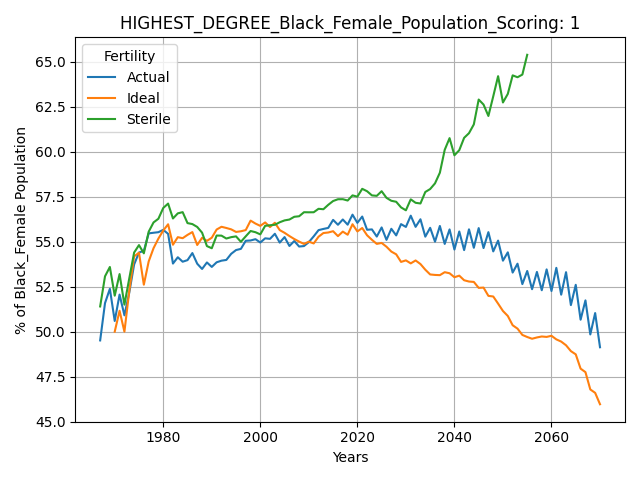 HIGHEST_DEGREE_Black_Female_Population_Scoring: 1
Fertility
Actual
Ideal
Sterile
% of Black_Female Population
65.0
62.5
60.0
57.5
55.0
52.5
50.0
47.5
45.0
1980
2000
2020
2040
2060
Years